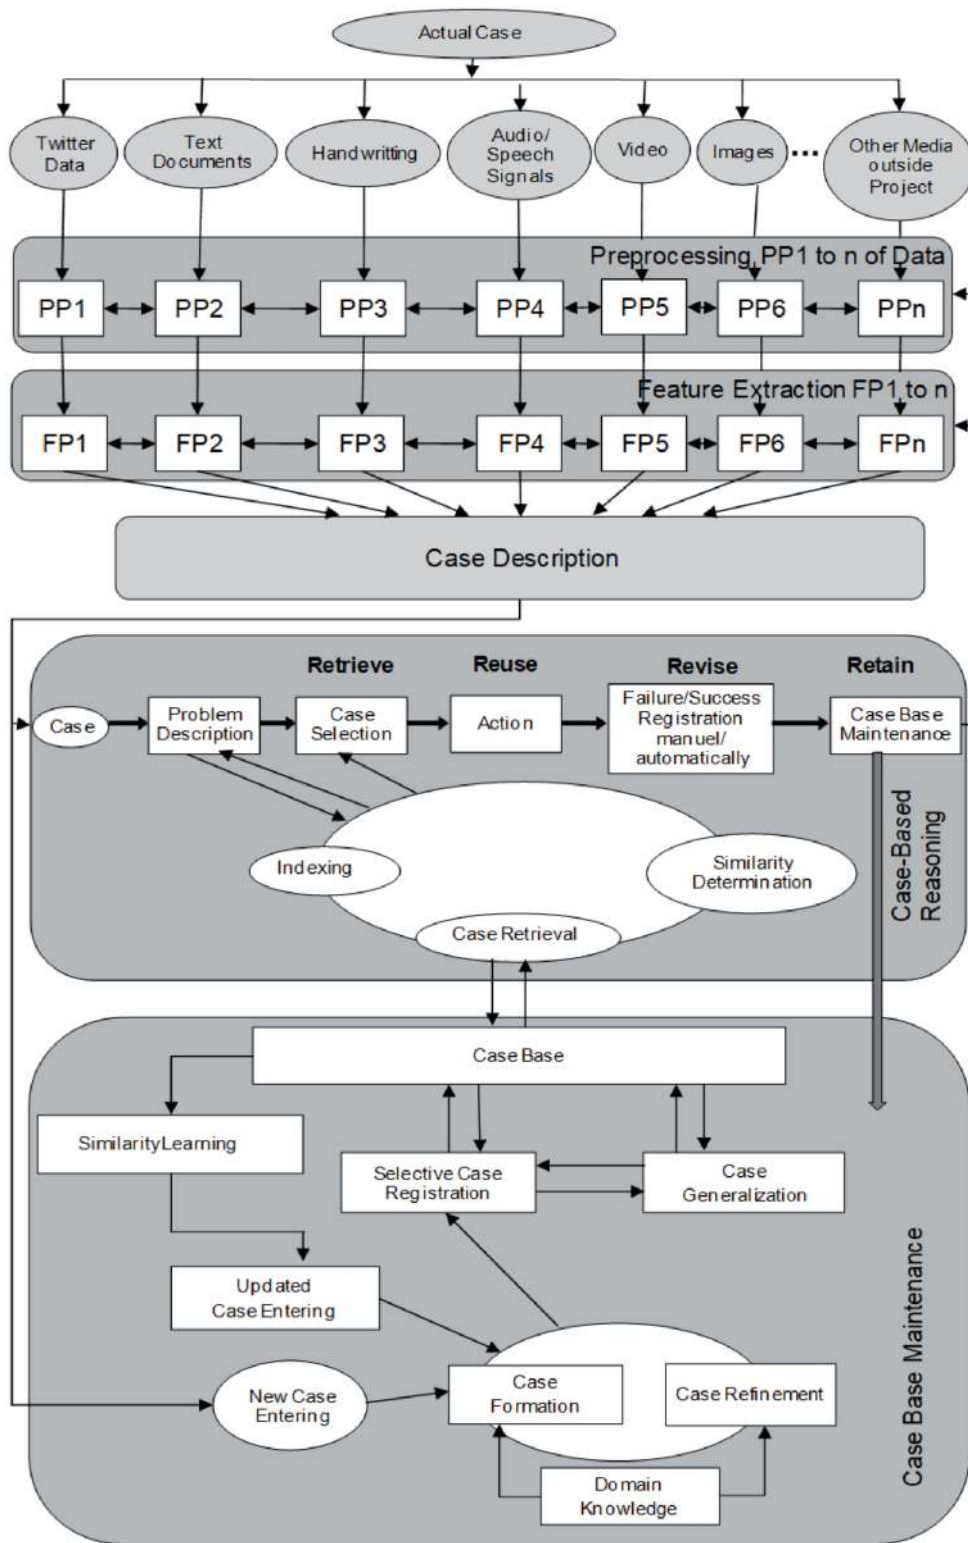 Actual Case
Twitter
Data
Text
Documents
Handwritting
Audio/
Speech
Signals
Video
Images
Other Media
outside
Project
Preprocessing PP1 to n of Data
PP1
PP2
PP3
PP4
PP5
PP6
PPn
Feature Extraction FP1 to n
FP1
FP2
FP3
FP4
FP5
FP6
FPn
Case Description
Retrieve
Reuse
Revise
Retain
Case
Problem
Description
Case
Selection
Action
Failure/Success
Registration
manuel/
automatically
Case Base
Maintenance
Indexing
Similarity
Determination
Case Retrieval
Case-Based
Reasoning
Case Base
Similarity Learning
Selective Case
Registration
Case
Generalization
Updated
Case Entering
New Case
Entering
Case
Formation
Case Refinement
Domain
Knowledge
Case Base Maintenance